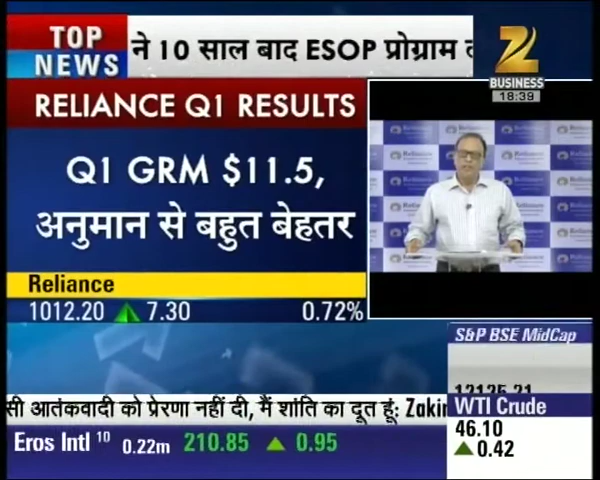 TOP
NEWS
ने 10 साल बाद ESOP प्रोग्राम
BUSINESS
18:39
RELIANCE Q1 RESULTS
Q1 GRM $11.5,
अनुमान से बहुत बेहतर
Reliance
1012.20 7.30 0.72%
S&P BSE MidCap
12125.21
सी आतंकवादी को प्रेरणा नहीं दी, मैं शांति का दूत हूं: Zakir
WTI Crude
46.10
0.42
Eros Intl 10 0.22m 210.85 0.95